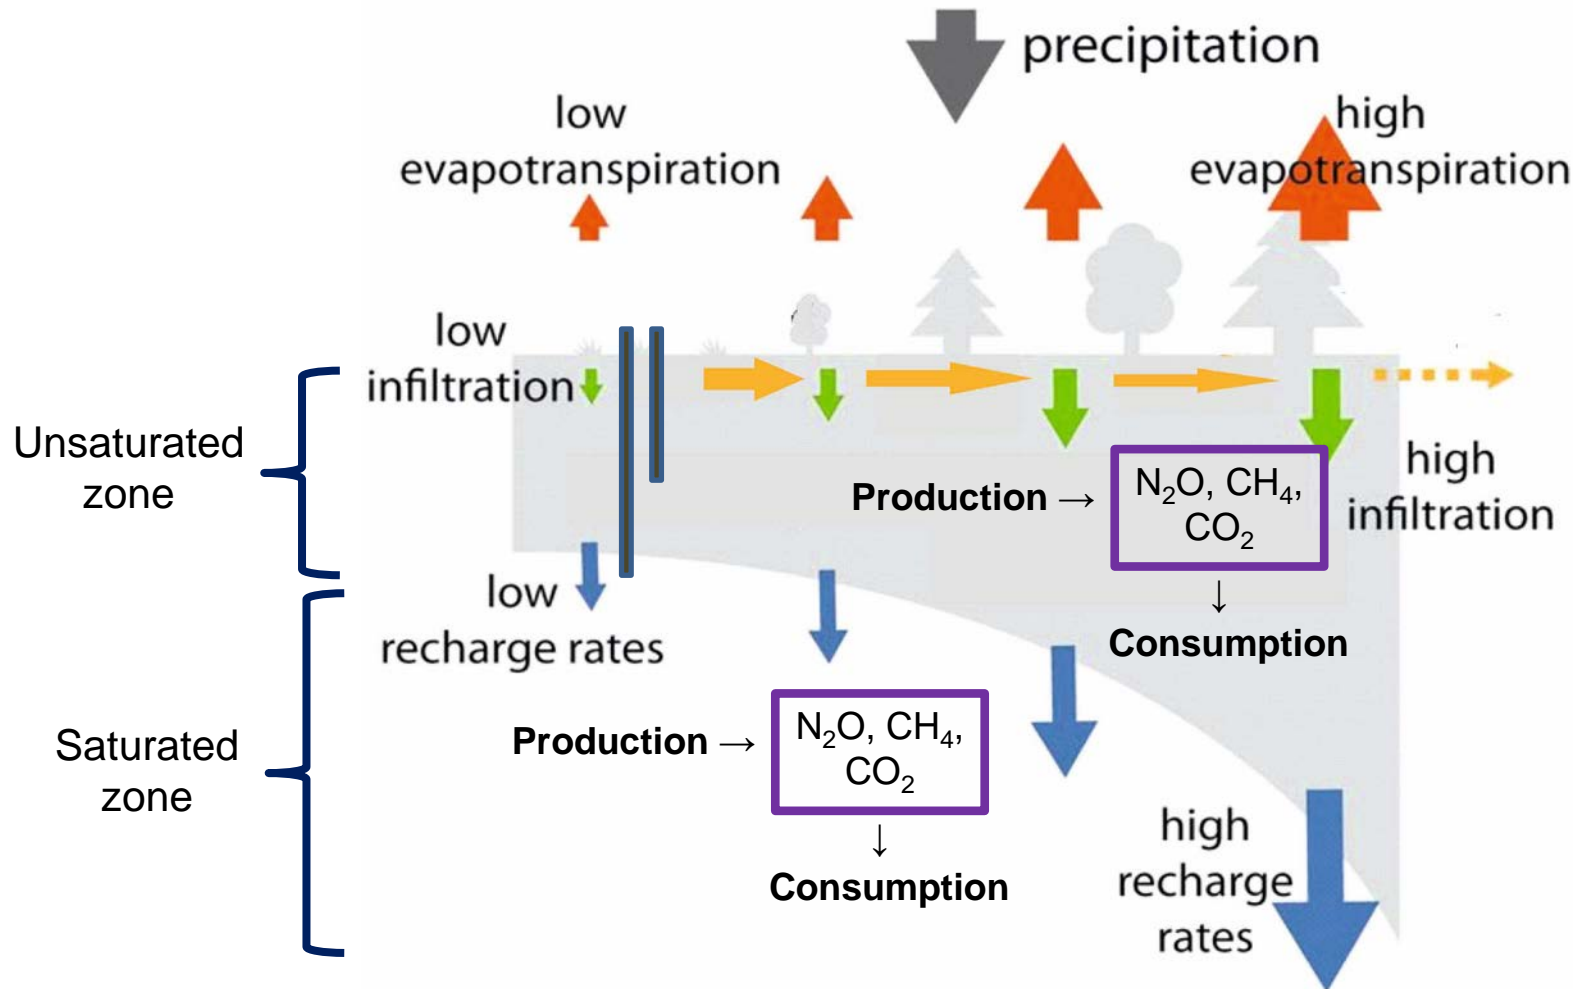 precipitation
low
evapotranspiration
high
evapotranspiration
low
infiltration
Unsaturated
zone
Production →
N₂O, CH₄,
CO₂
high
infiltration
↓
Consumption
low
recharge rates
Saturated
zone
Production →
N₂O, CH₄,
CO₂
↓
Consumption
high
recharge
rates